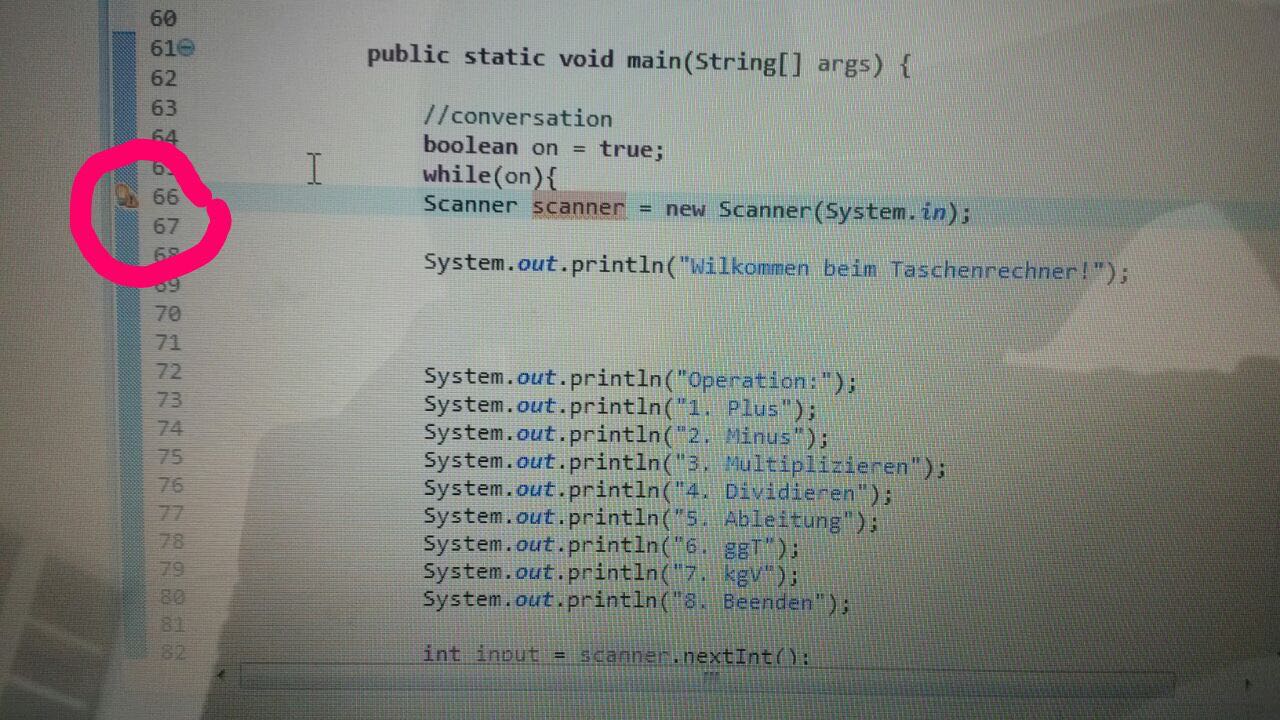 60
61 public static void main(String[] args) {
62
63 //conversation
64 boolean on = true;
65 while(on){
66 Scanner scanner = new Scanner(System.in);
67
68 System.out.println("Wilkommen beim Taschenrechner!");
69
70
71
72 System.out.println("Operation:");
73 System.out.println("1. Plus");
74 System.out.println("2. Minus");
75 System.out.println("3. Multiplizieren");
76 System.out.println("4. Dividieren");
77 System.out.println("5. Ableitung");
78 System.out.println("6. ggT");
79 System.out.println("7. kgV");
80 System.out.println("8. Beenden");
81
82 int input = scanner.nextInt();